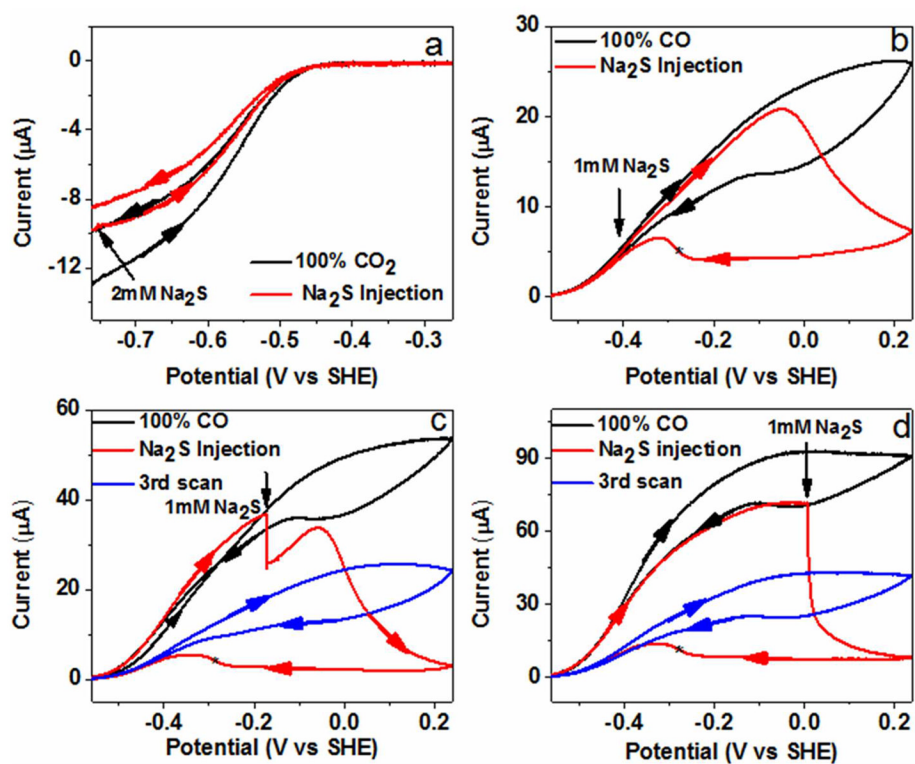 a
0
-4
-8
-12
Current (µA)
2mM Na2S
100% CO2
Na2S Injection
-0.7 -0.6 -0.5 -0.4 -0.3
Potential (V vs SHE)
b
100% CO
Na2S Injection
30
20
10
0
Current (µA)
1mM Na2S
*
-0.4 -0.2 0.0 0.2
Potential (V vs SHE)
c
100% CO
Na2S Injection
3rd scan
60
40
20
0
Current (µA)
1mM Na2S
*
-0.4 -0.2 0.0 0.2
Potential (V vs SHE)
d
100% CO
Na2S injection
3rd scan
90
60
30
0
Current (µA)
1mM Na2S
*
-0.4 -0.2 0.0 0.2
Potential (V vs SHE)